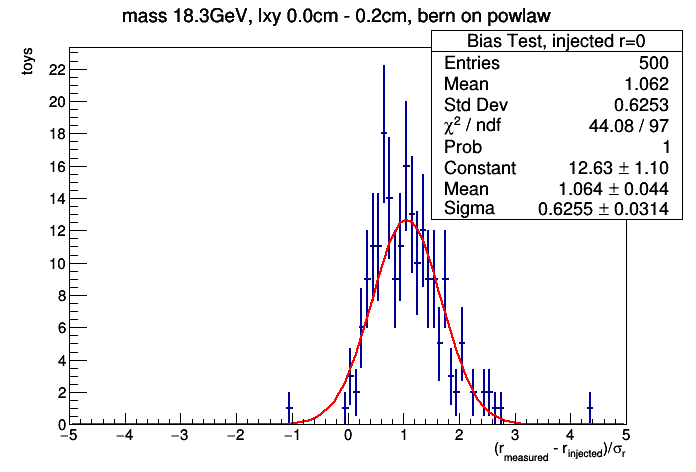 mass 18.3GeV, lxy 0.0cm - 0.2cm, bern on powlaw
toys
Bias Test, injected r=0
Entries 500
Mean 1.062
Std Dev 0.6253
χ² / ndf 44.08 / 97
Prob 1
Constant 12.63 ± 1.10
Mean 1.064 ± 0.044
Sigma 0.6255 ± 0.0314
22
20
18
16
14
12
10
8
6
4
2
0
−5 −4 −3 −2 −1 0 1 2 3 4 5
(r_measured - r_injected)/σ_r